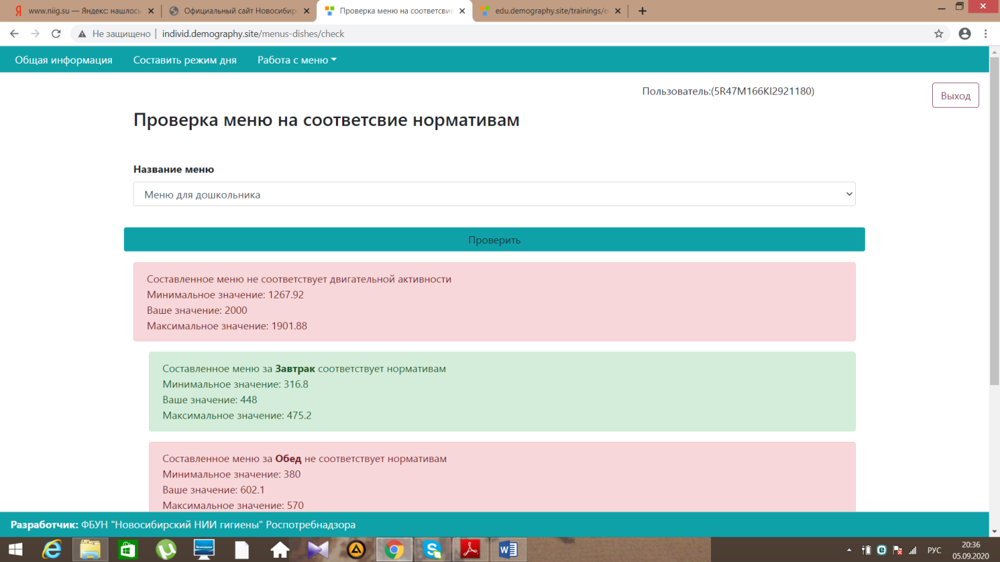 www.niig.su — Яндекс: нашлось
Официальный сайт Новосибир
Проверка меню на соответсвие
edu.demography.site/trainings/e
Не защищено | individ.demography.site/menus-dishes/check
Общая информация
Составить режим дня
Работа с меню
Пользователь:(5R47M166KI2921180)
Выход
Проверка меню на соответсвие нормативам
Название меню
Меню для дошкольника
Проверить
Составленное меню не соответствует двигательной активности
Минимальное значение: 1267.92
Ваше значение: 2000
Максимальное значение: 1901.88
Составленное меню за Завтрак соответствует нормативам
Минимальное значение: 316.8
Ваше значение: 448
Максимальное значение: 475.2
Составленное меню за Обед не соответствует нормативам
Минимальное значение: 380
Ваше значение: 602.1
Максимальное значение: 570
Разработчик: ФБУН "Новосибирский НИИ гигиены" Роспотребнадзора
РУС
20:36
05.09.2020